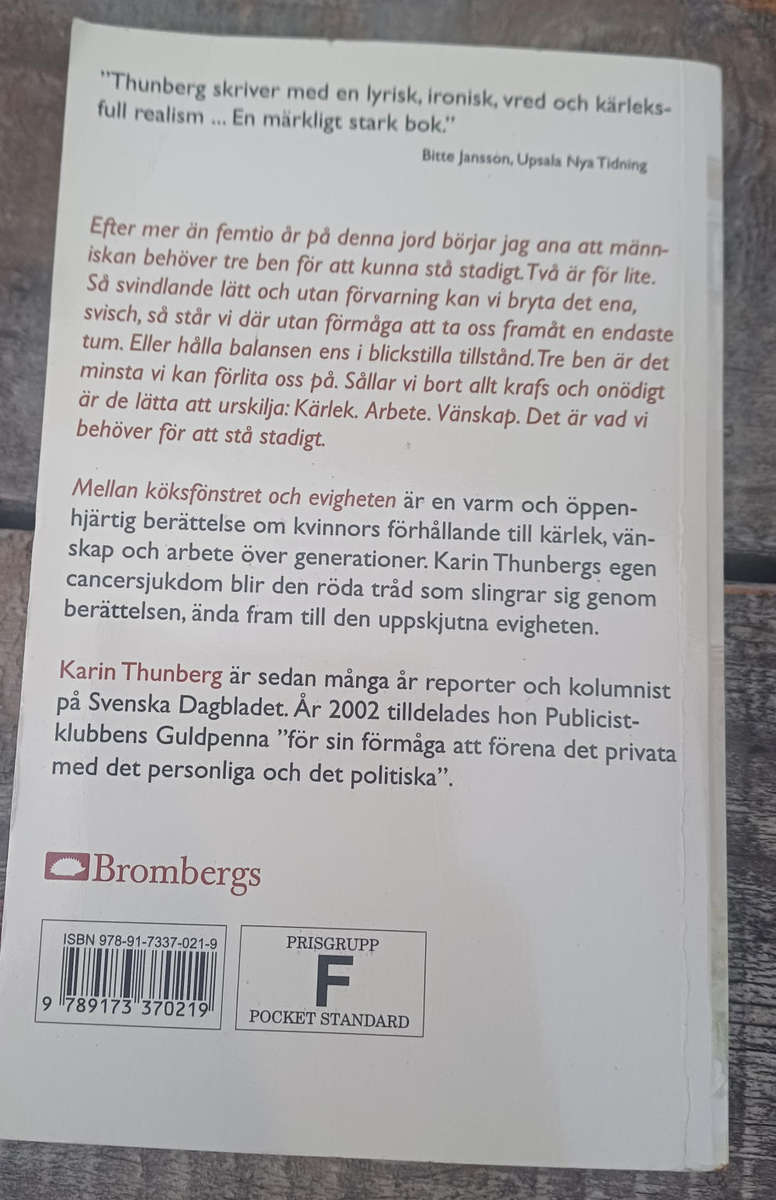 "Thunberg skriver med en lyrisk, ironisk, vred och kärleks-
full realism ... En märkligt stark bok."
Bitte Jansson, Upsala Nya Tidning
Efter mer än femtio år på denna jord börjar jag ana att männ-
iskan behöver tre ben för att kunna stå stadigt. Två är för lite.
Så svindlande lätt och utan förvarning kan vi bryta det ena,
svisch, så står vi där utan förmåga att ta oss framåt en endaste
tum. Eller hålla balansen ens i blickstilla tillstånd. Tre ben är det
minsta vi kan förlita oss på. Sållar vi bort allt krafs och onödigt
är de lätta att urskilja: Kärlek. Arbete. Vänskap. Det är vad vi
behöver för att stå stadigt.
Mellan köksfönstret och evigheten är en varm och öppen-
hjärtig berättelse om kvinnors förhållande till kärlek, vän-
skap och arbete över generationer. Karin Thunbergs egen
cancersjukdom blir den röda tråd som slingrar sig genom
berättelsen, ända fram till den uppskjutna evigheten.
Karin Thunberg är sedan många år reporter och kolumnist
på Svenska Dagbladet. År 2002 tilldelades hon Publicist-
klubbens Guldpenna "för sin förmåga att förena det privata
med det personliga och det politiska".
Brombergs
ISBN 978-91-7337-021-9
9 789173 370219
PRISGRUPP
F
POCKET STANDARD